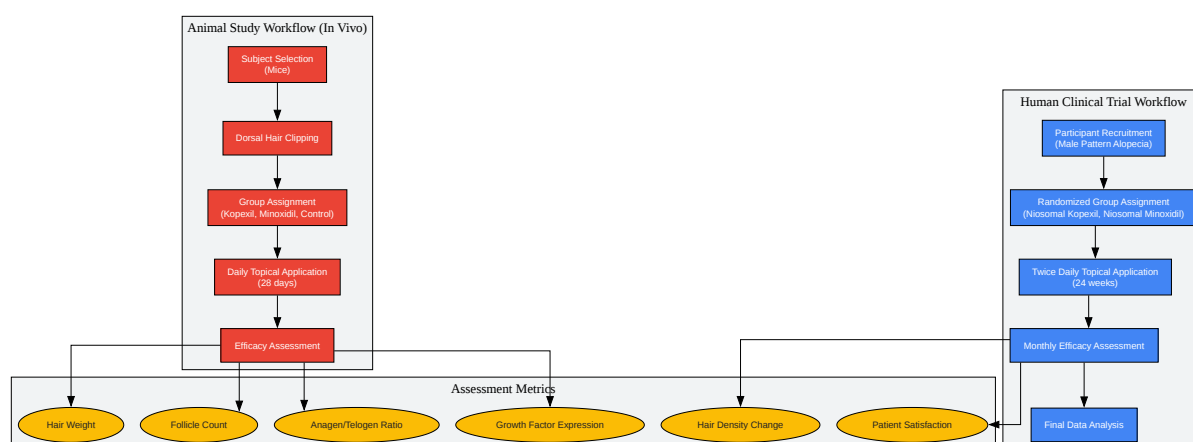 Animal Study Workflow (In Vivo)
Subject Selection
(Mice)
Dorsal Hair Clipping
Group Assignment
(Kopexil, Minoxidil, Control)
Daily Topical Application
(28 days)
Efficacy Assessment
Human Clinical Trial Workflow
Participant Recruitment
(Male Pattern Alopecia)
Randomized Group Assignment
(Niosomal Kopexil, Niosomal Minoxidil)
Twice Daily Topical Application
(24 weeks)
Monthly Efficacy Assessment
Final Data Analysis
Assessment Metrics
Hair Weight
Follicle Count
Anagen/Telogen Ratio
Growth Factor Expression
Hair Density Change
Patient Satisfaction